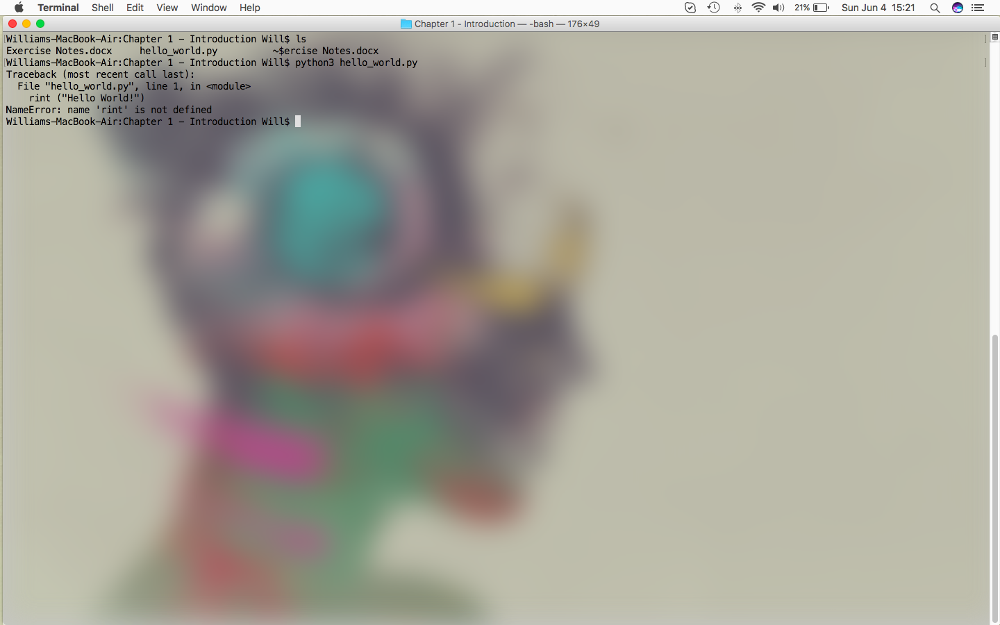 Terminal Shell Edit View Window Help 21% Sun Jun 4 15:21
Chapter 1 - Introduction — -bash — 176×49
[Williams-MacBook-Air:Chapter 1 - Introduction Will$ ls ]
Exercise Notes.docx hello_world.py ~$ercise Notes.docx
[Williams-MacBook-Air:Chapter 1 - Introduction Will$ python3 hello_world.py ]
Traceback (most recent call last):
File "hello_world.py", line 1, in <module>
rint ("Hello World!")
NameError: name 'rint' is not defined
Williams-MacBook-Air:Chapter 1 - Introduction Will$